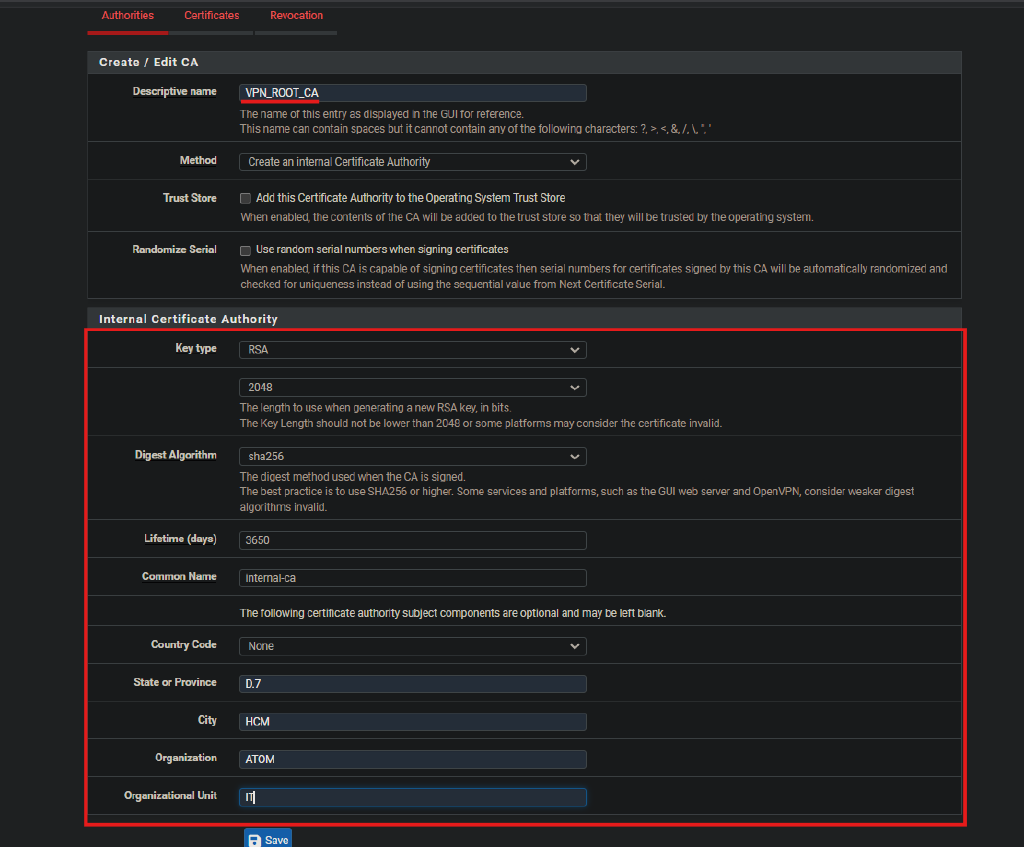 Authorities Certificates Revocation
Create / Edit CA
Descriptive name VPN_ROOT_CA
The name of this entry as displayed in the GUI for reference.
This name can contain spaces but it cannot contain any of the following characters: ?, >, <, &, /, \, ", '
Method Create an internal Certificate Authority
Trust Store Add this Certificate Authority to the Operating System Trust Store
When enabled, the contents of the CA will be added to the trust store so that they will be trusted by the operating system.
Randomize Serial Use random serial numbers when signing certificates
When enabled, if this CA is capable of signing certificates then serial numbers for certificates signed by this CA will be automatically randomized and
checked for uniqueness instead of using the sequential value from Next Certificate Serial.
Internal Certificate Authority
Key type RSA
2048
The length to use when generating a new RSA key, in bits.
The Key Length should not be lower than 2048 or some platforms may consider the certificate invalid.
Digest Algorithm sha256
The digest method used when the CA is signed.
The best practice is to use SHA256 or higher. Some services and platforms, such as the GUI web server and OpenVPN, consider weaker digest
algorithms invalid.
Lifetime (days) 3650
Common Name internal-ca
The following certificate authority subject components are optional and may be left blank.
Country Code None
State or Province D.7
City HCM
Organization ATOM
Organizational Unit IT
Save